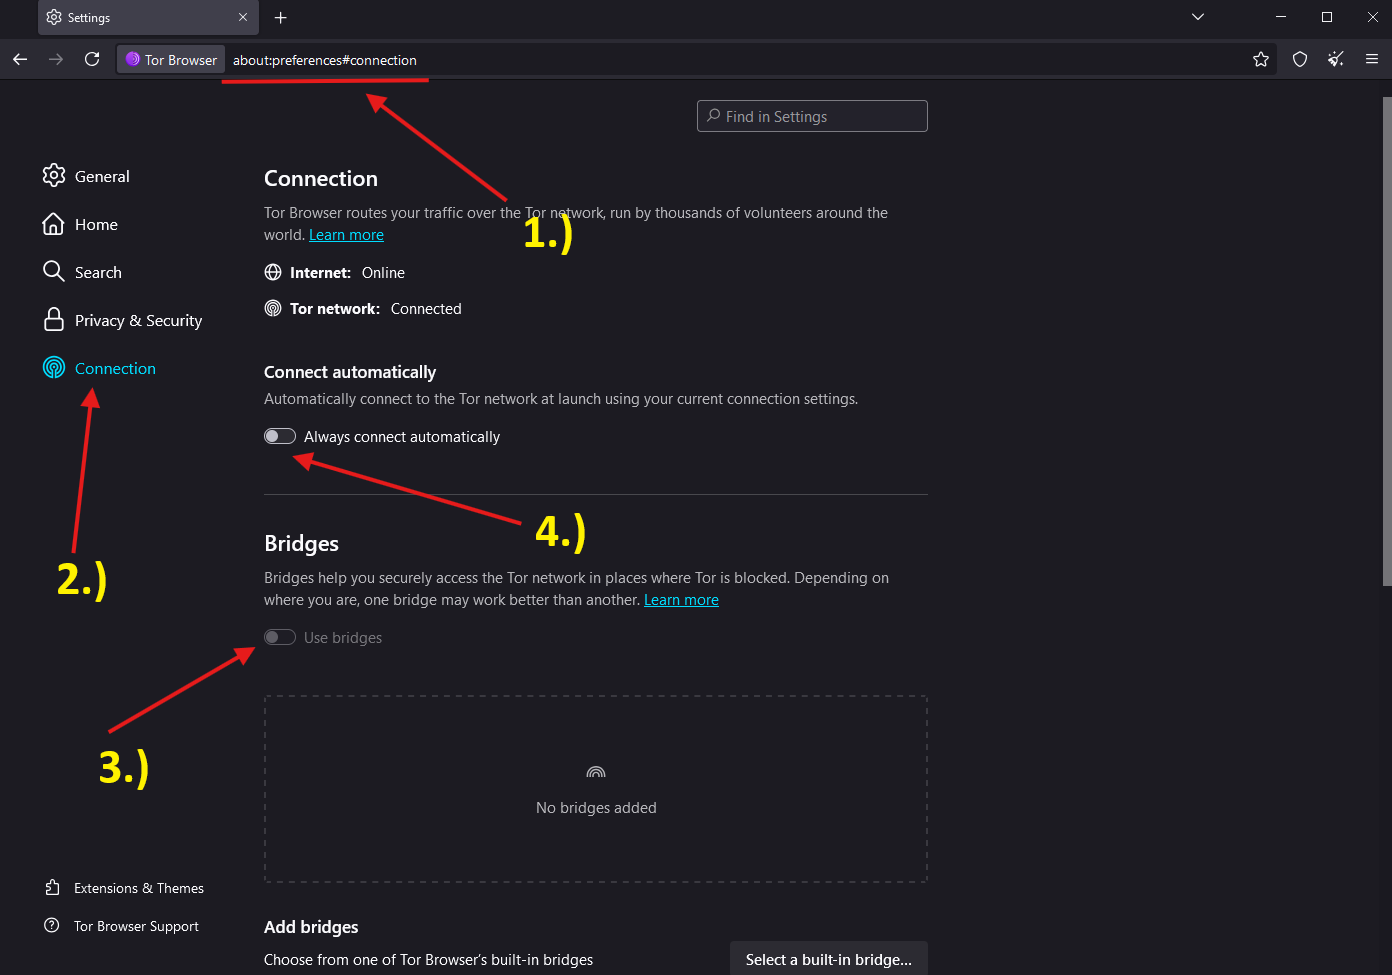 Settings
Tor Browser
about:preferences#connection
Find in Settings
General
Home
Search
Privacy & Security
Connection
Connection
Tor Browser routes your traffic over the Tor network, run by thousands of volunteers around the
world. Learn more
1.)
Internet: Online
Tor network: Connected
Connect automatically
Automatically connect to the Tor network at launch using your current connection settings.
Always connect automatically
4.)
Bridges
Bridges help you securely access the Tor network in places where Tor is blocked. Depending on
where you are, one bridge may work better than another. Learn more
2.)
Use bridges
3.)
No bridges added
Extensions & Themes
Tor Browser Support
Add bridges
Choose from one of Tor Browser’s built-in bridges
Select a built-in bridge...